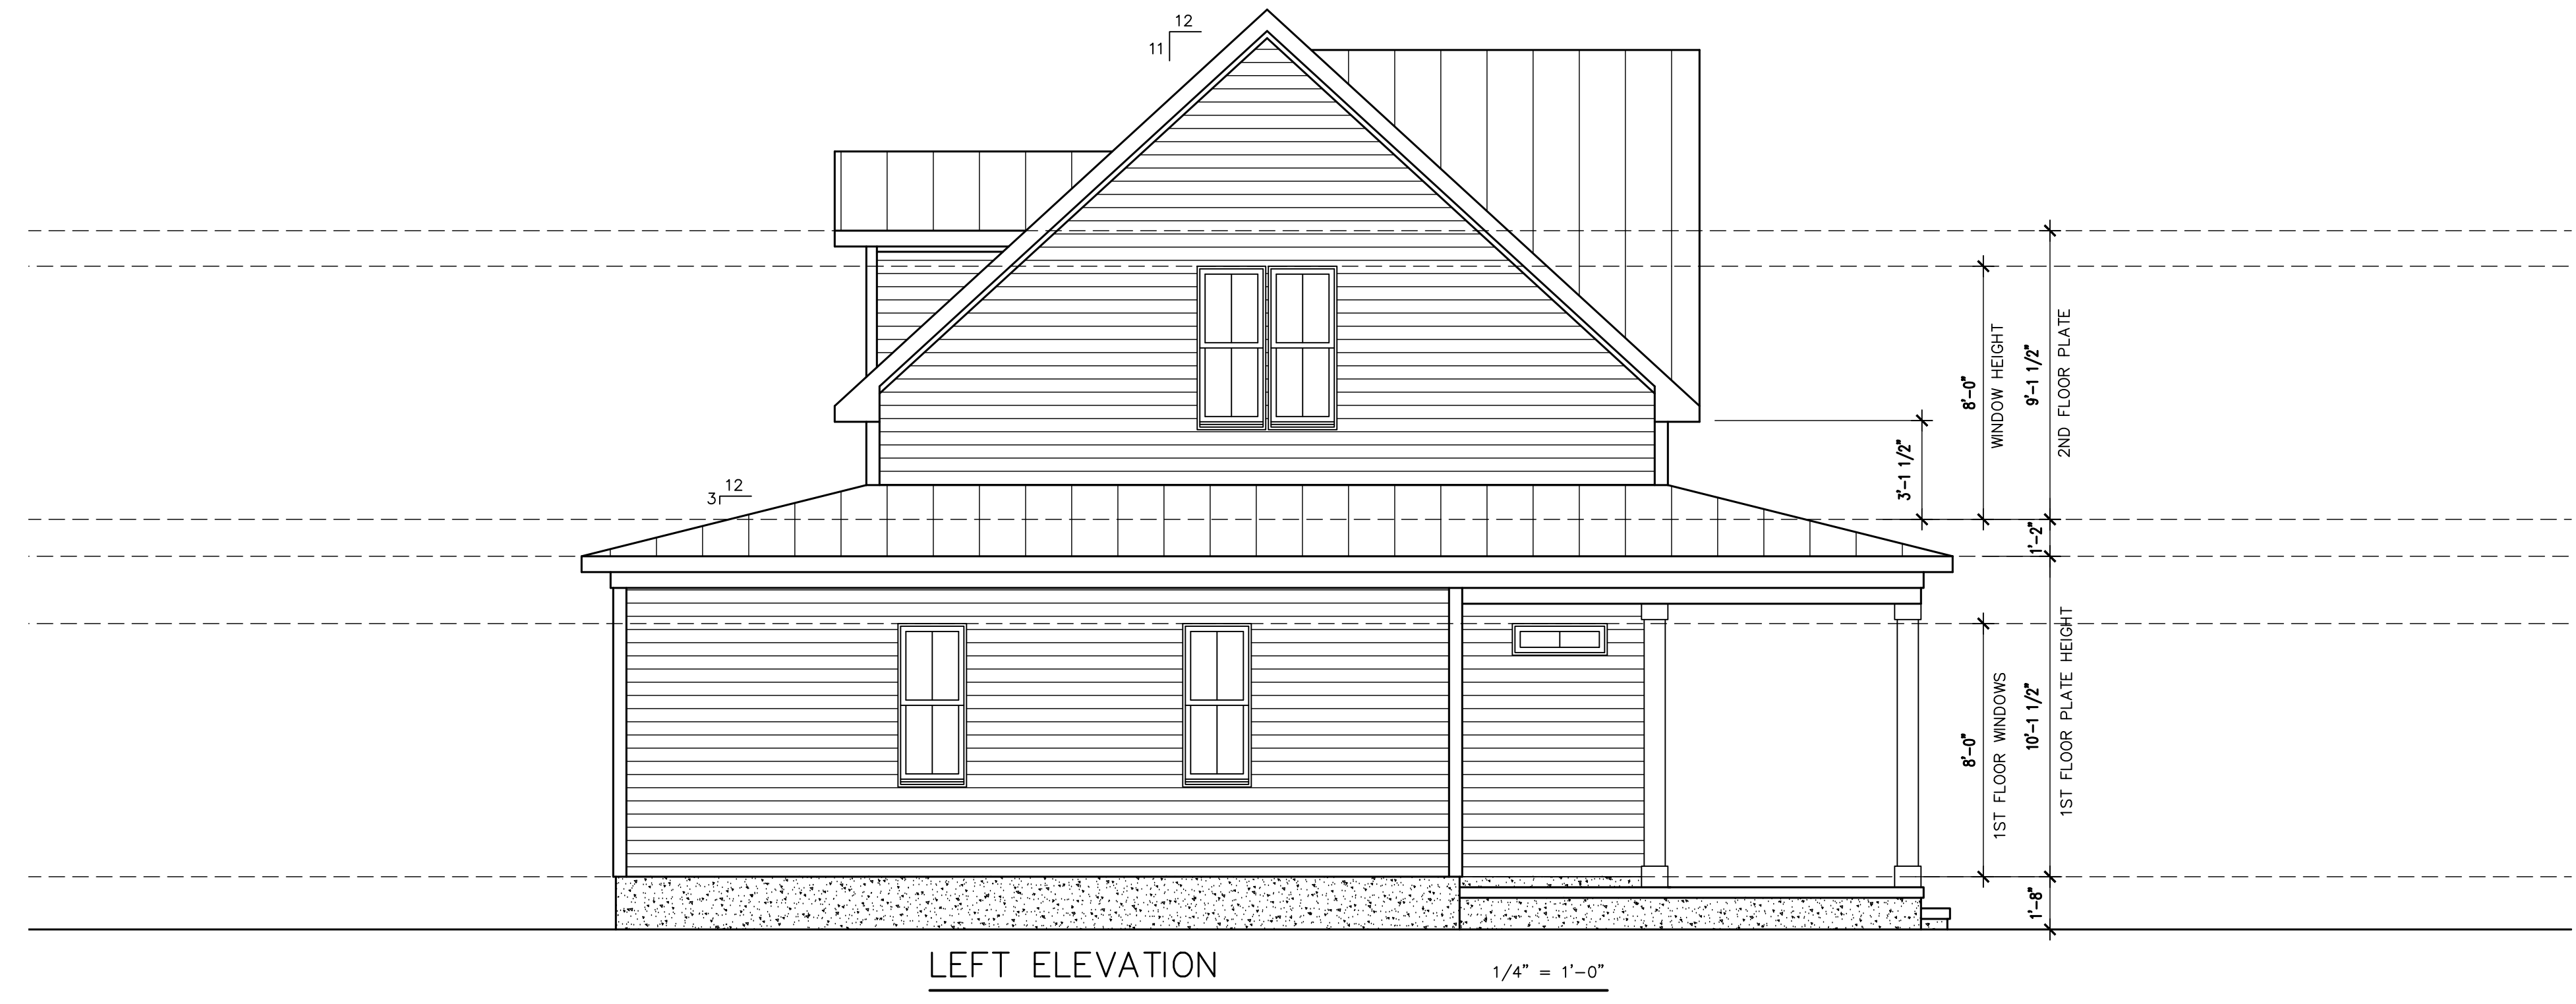 12
11
12
3
3'-1 1/2"
8'-0"
WINDOW HEIGHT
9'-1 1/2"
2ND FLOOR PLATE
1'-2"
8'-0"
1ST FLOOR WINDOWS
10'-1 1/2"
1ST FLOOR PLATE HEIGHT
1'-8"
LEFT ELEVATION
1/4" = 1'-0"